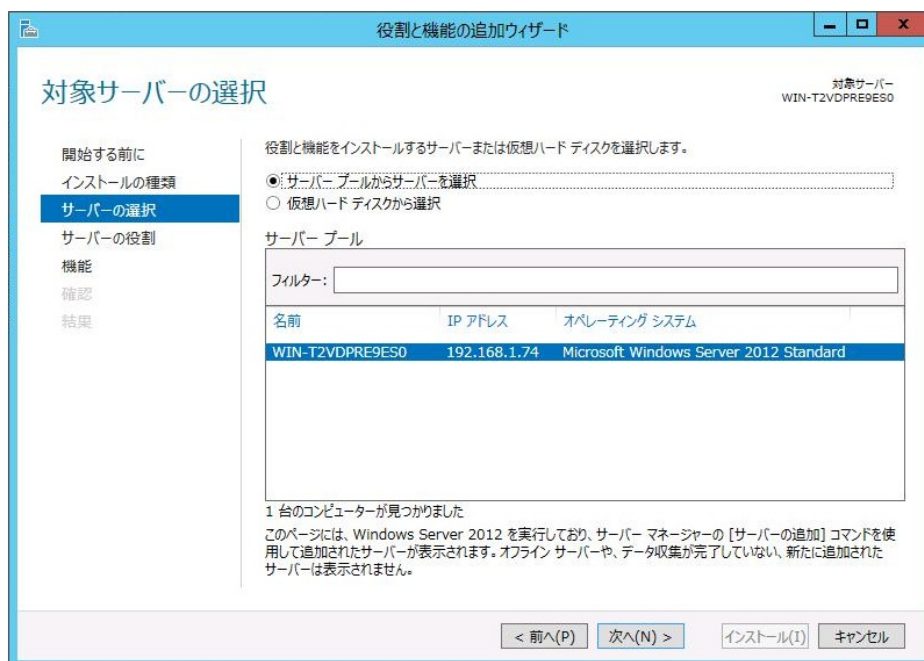 役割と機能の追加ウィザード
対象サーバーの選択
対象サーバー
WIN-T2VDPRE9ES0
開始する前に
インストールの種類
サーバーの選択
サーバーの役割
機能
確認
結果
役割と機能をインストールするサーバーまたは仮想ハード ディスクを選択します。
サーバー プールからサーバーを選択
仮想ハード ディスクから選択
サーバー プール
フィルター:
名前 IP アドレス オペレーティング システム
WIN-T2VDPRE9ES0 192.168.1.74 Microsoft Windows Server 2012 Standard
1 台のコンピューターが見つかりました
このページには、Windows Server 2012 を実行しており、サーバー マネージャーの [サーバーの追加] コマンドを使
用して追加されたサーバーが表示されます。オフライン サーバーや、データ収集が完了していない、新たに追加された
サーバーは表示されません。
< 前へ(P) 次へ(N) > インストール(I) キャンセル